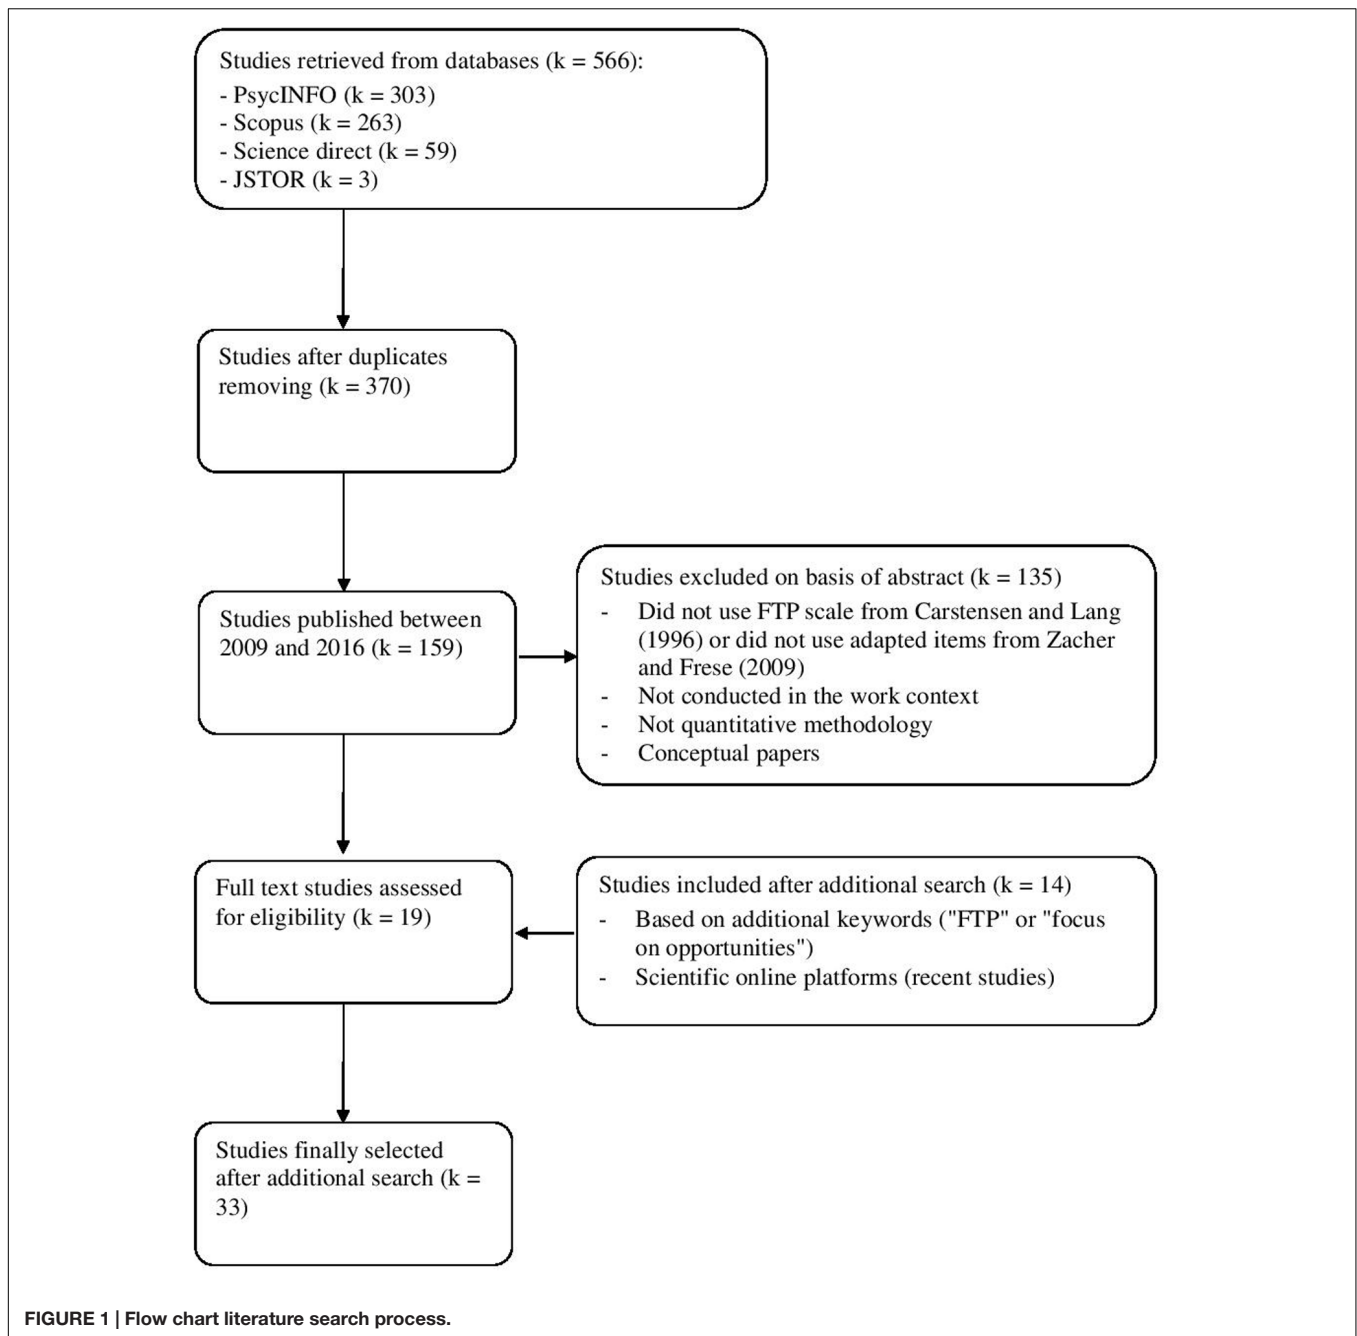 Studies retrieved from databases (k = 566):
- PsycINFO (k = 303)
- Scopus (k = 263)
- Science direct (k = 59)
- JSTOR (k = 3)
Studies after duplicates
removing (k = 370)
Studies published between
2009 and 2016 (k = 159)
Studies excluded on basis of abstract (k = 135)
- Did not use FTP scale from Carstensen and Lang
(1996) or did not use adapted items from Zacher
and Frese (2009)
- Not conducted in the work context
- Not quantitative methodology
- Conceptual papers
Full text studies assessed
for eligibility (k = 19)
Studies included after additional search (k = 14)
- Based on additional keywords ("FTP" or "focus
on opportunities")
- Scientific online platforms (recent studies)
Studies finally selected
after additional search (k =
33)
FIGURE 1 | Flow chart literature search process.